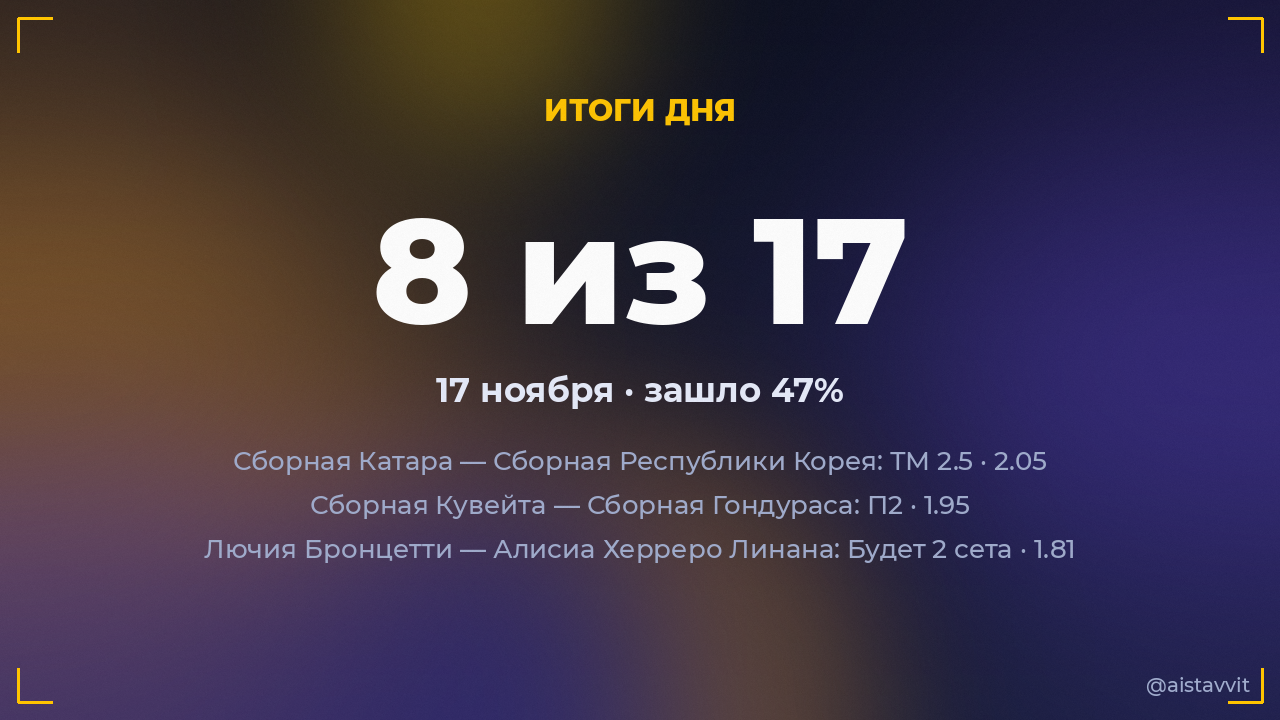 ИТОГИ ДНЯ
8 из 17
17 ноября · зашло 47%
Сборная Катара — Сборная Республики Корея: ТМ 2.5 · 2.05
Сборная Кувейта — Сборная Гондураса: П2 · 1.95
Лючия Бронцетти — Алисиа Херреро Линана: Будет 2 сета · 1.81
@aistavvit